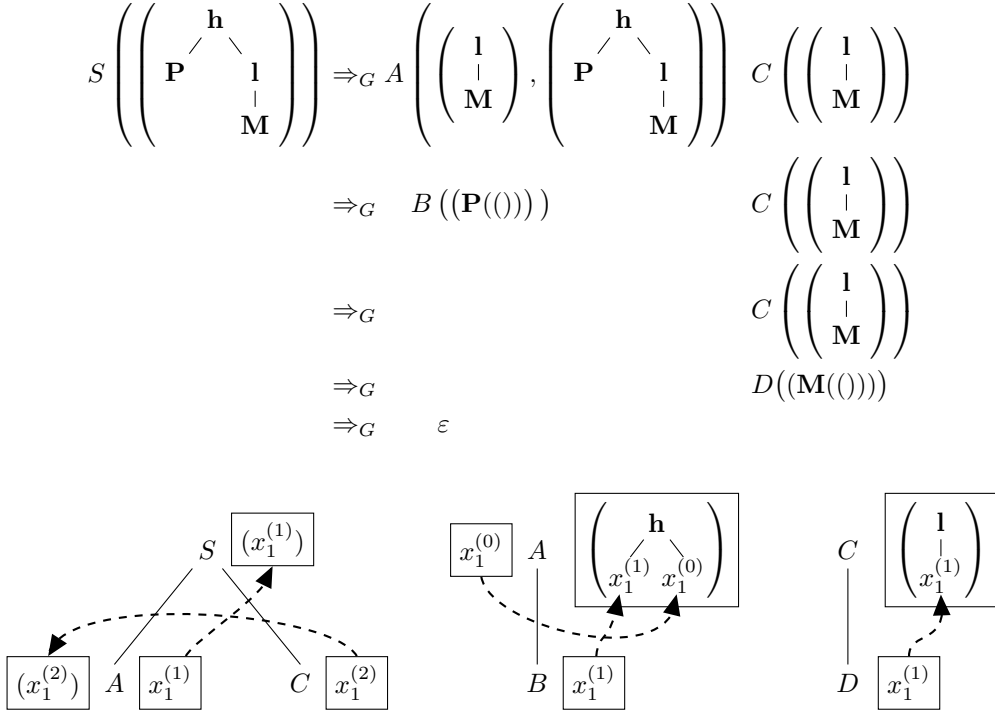 S ( ( h P l M ) ) ⇒_G A ( ( l M ) , ( h P l M ) ) C ( ( l M ) )
⇒_G B ( (P(())) ) C ( ( l M ) )
⇒_G C ( ( l M ) )
⇒_G D((M(())))
⇒_G ε
S (x_1^{(1)}) x_1^{(0)} A ( h x_1^{(1)} x_1^{(0)} ) C ( l x_1^{(1)} )
(x_1^{(2)}) A x_1^{(1)} C x_1^{(2)} B x_1^{(1)} D x_1^{(1)}